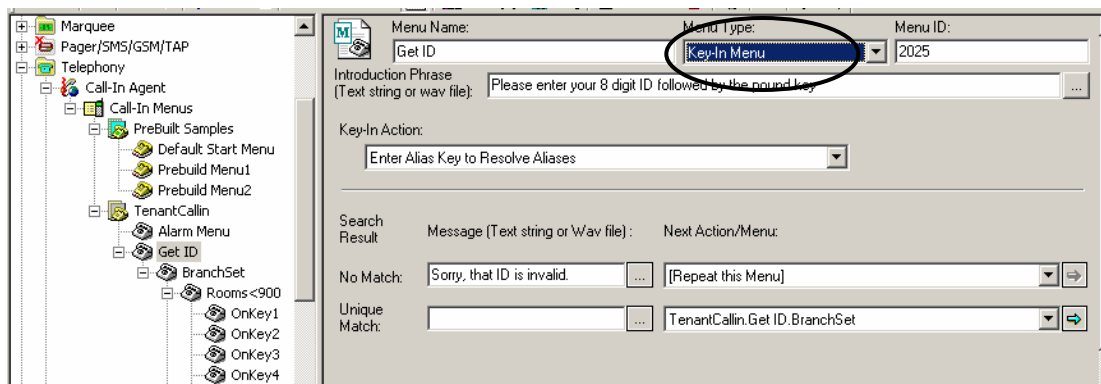 Marquee
Pager/SMS/GSM/TAP
Telephony
Call-In Agent
Call-In Menus
PreBuilt Samples
Default Start Menu
Prebuild Menu1
Prebuild Menu2
TenantCallin
Alarm Menu
Get ID
BranchSet
Rooms<900
OnKey1
OnKey2
OnKey3
OnKey4
M
Menu Name:
Menu Type:
Menu ID:
Get ID
Key-In Menu
2025
Introduction Phrase
(Text string or wav file):
Please enter your 8 digit ID followed by the pound key
...
Key-In Action:
Enter Alias Key to Resolve Aliases
Search
Result
Message (Text string or Wav file) :
Next Action/Menu:
No Match:
Sorry, that ID is invalid.
...
[Repeat this Menu]
Unique
Match:
...
TenantCallin.Get ID.BranchSet